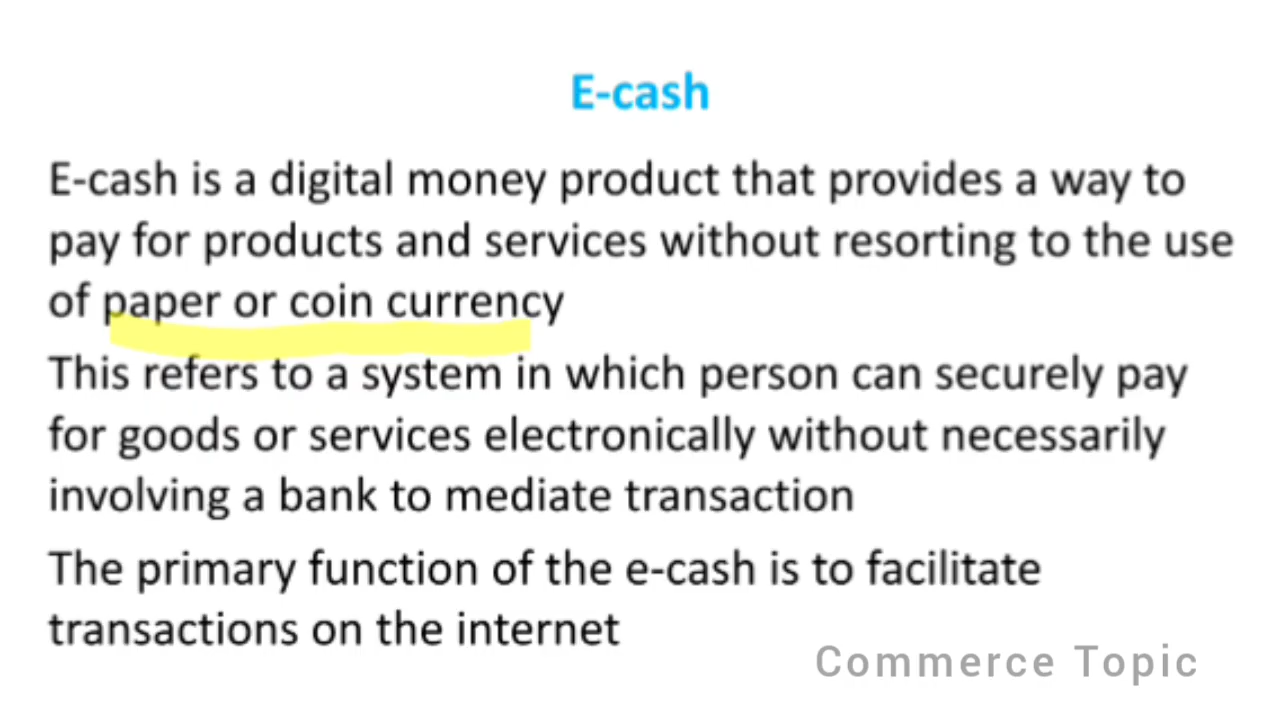 E-cash
E-cash is a digital money product that provides a way to
pay for products and services without resorting to the use
of paper or coin currency
This refers to a system in which person can securely pay
for goods or services electronically without necessarily
involving a bank to mediate transaction
The primary function of the e-cash is to facilitate
transactions on the internet
Commerce Topic